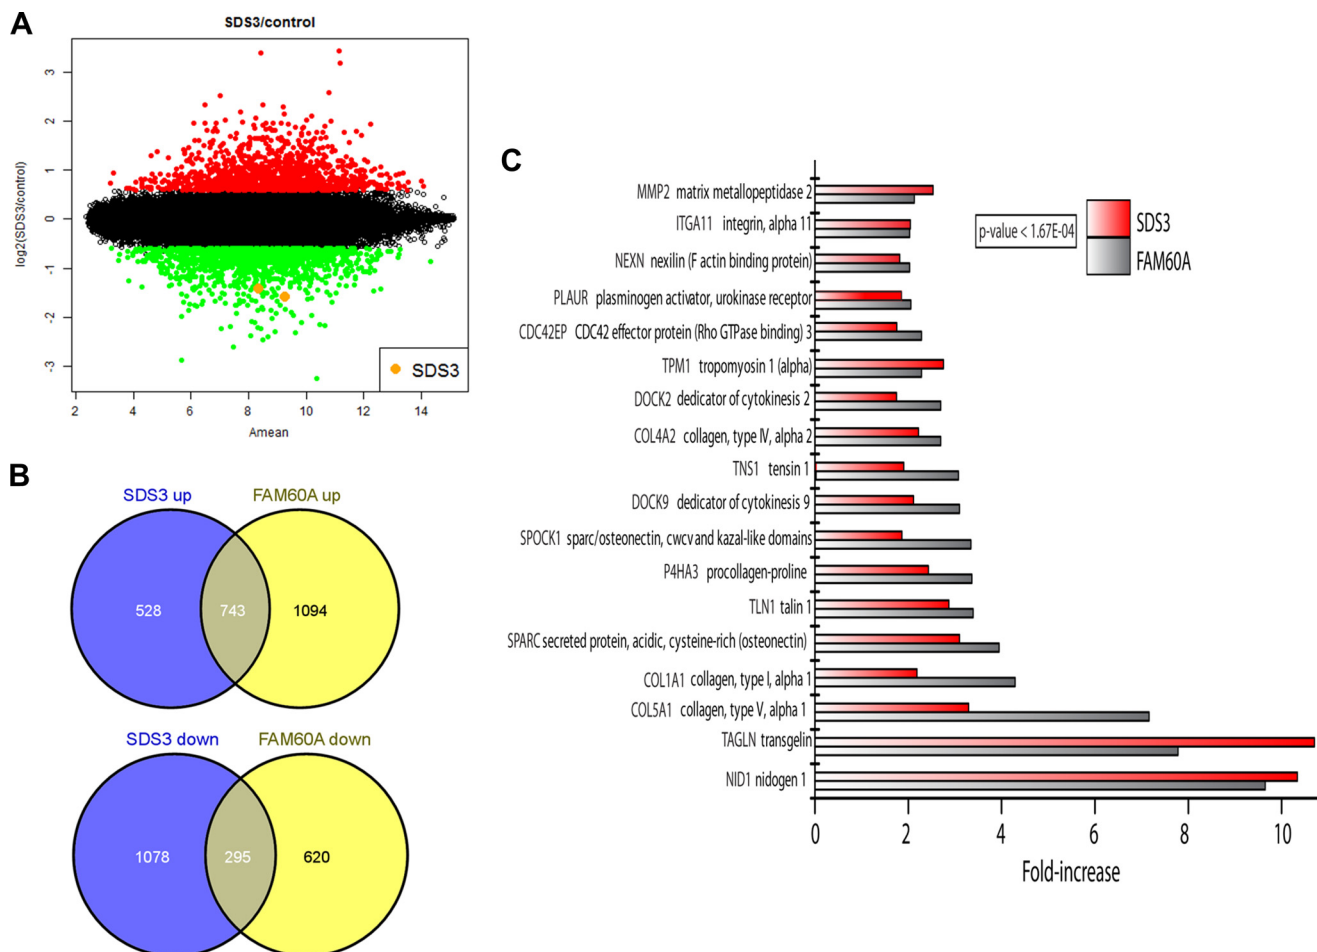 A
SDS3/control
log2(SDS3/control)
3
2
1
0
-1
-2
-3
SDS3
2
4
6
8
10
12
14
Amean
B
SDS3 up
FAM60A up
528
743
1094
SDS3 down
FAM60A down
1078
295
620
C
p-value < 1.67E-04
SDS3
FAM60A
MMP2 matrix metallopeptidase 2
ITGA11 integrin, alpha 11
NEXN nexilin (F actin binding protein)
PLAUR plasminogen activator, urokinase receptor
CDC42EP CDC42 effector protein (Rho GTPase binding) 3
TPM1 tropomyosin 1 (alpha)
DOCK2 dedicator of cytokinesis 2
COL4A2 collagen, type IV, alpha 2
TNS1 tensin 1
DOCK9 dedicator of cytokinesis 9
SPOCK1 sparc/osteonectin, cwcv and kazal-like domains
P4HA3 procollagen-proline
TLN1 talin 1
SPARC secreted protein, acidic, cysteine-rich (osteonectin)
COL1A1 collagen, type I, alpha 1
COL5A1 collagen, type V, alpha 1
TAGLN transgelin
NID1 nidogen 1
0
2
4
6
8
10
Fold-increase